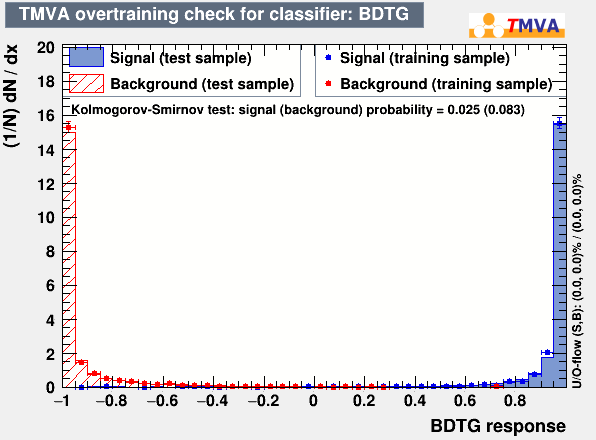 TMVA overtraining check for classifier: BDTG
TMVA
(1/N) dN / dx
20
18
16
14
12
10
8
6
4
2
0
Signal (test sample)
Background (test sample)
Signal (training sample)
Background (training sample)
Kolmogorov-Smirnov test: signal (background) probability = 0.025 (0.083)
U/O-flow (S,B): (0.0, 0.0)% / (0.0, 0.0)%
−1 −0.8 −0.6 −0.4 −0.2 0 0.2 0.4 0.6 0.8
BDTG response